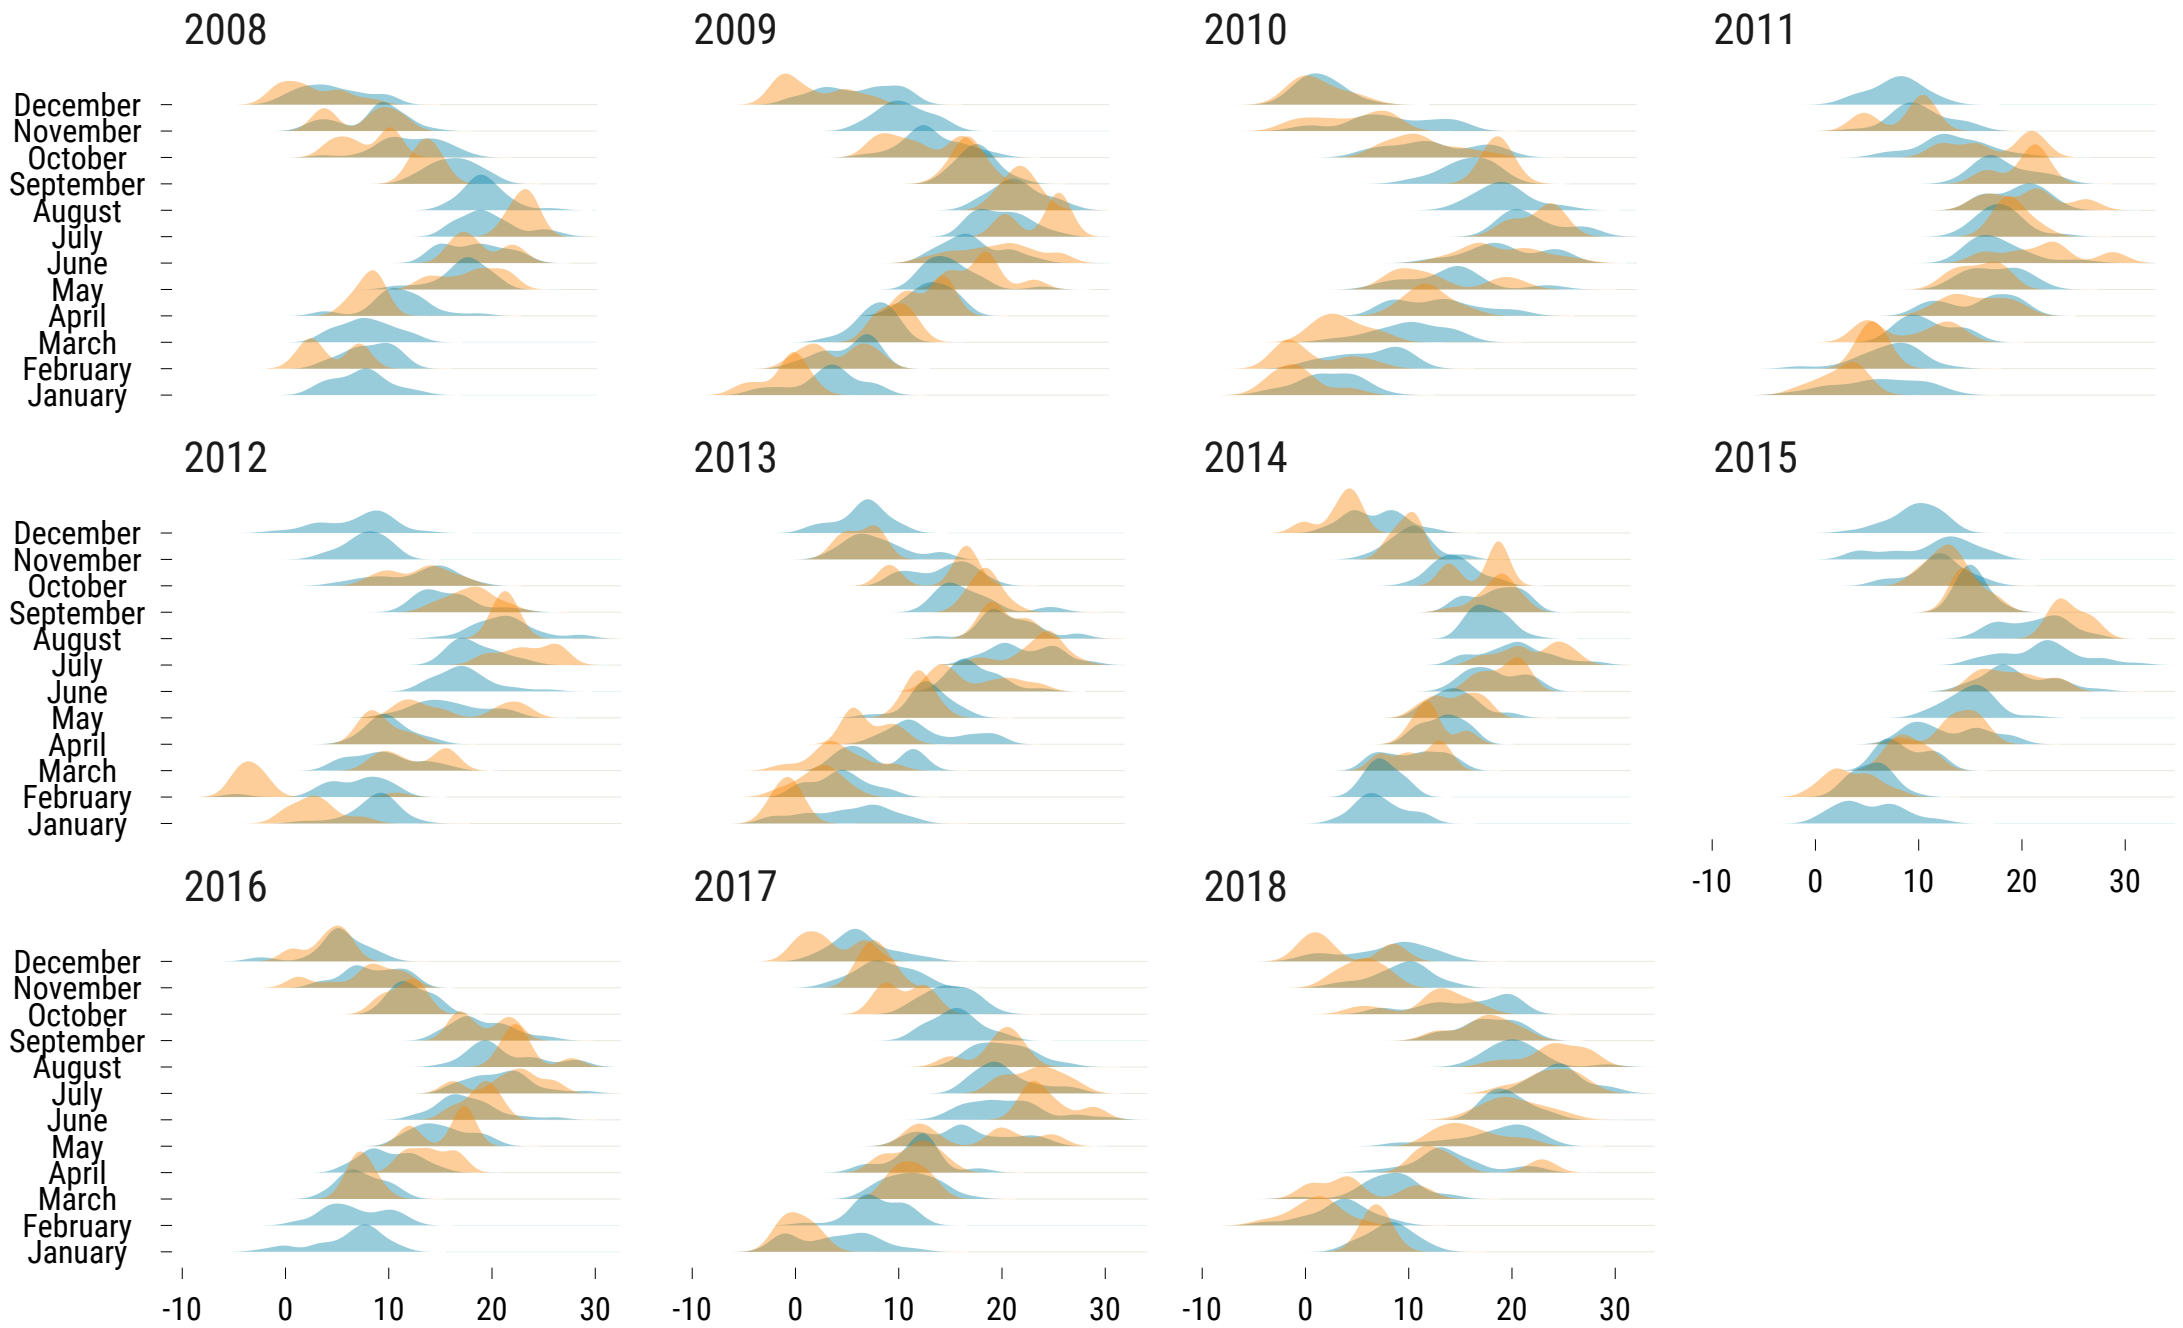 2008 2009 2010 2011
December
November
October
September
August
July
June
May
April
March
February
January
2012 2013 2014 2015
December
November
October
September
August
July
June
May
April
March
February
January
-10 0 10 20 30
2016 2017 2018
December
November
October
September
August
July
June
May
April
March
February
January
-10 0 10 20 30 -10 0 10 20 30 -10 0 10 20 30